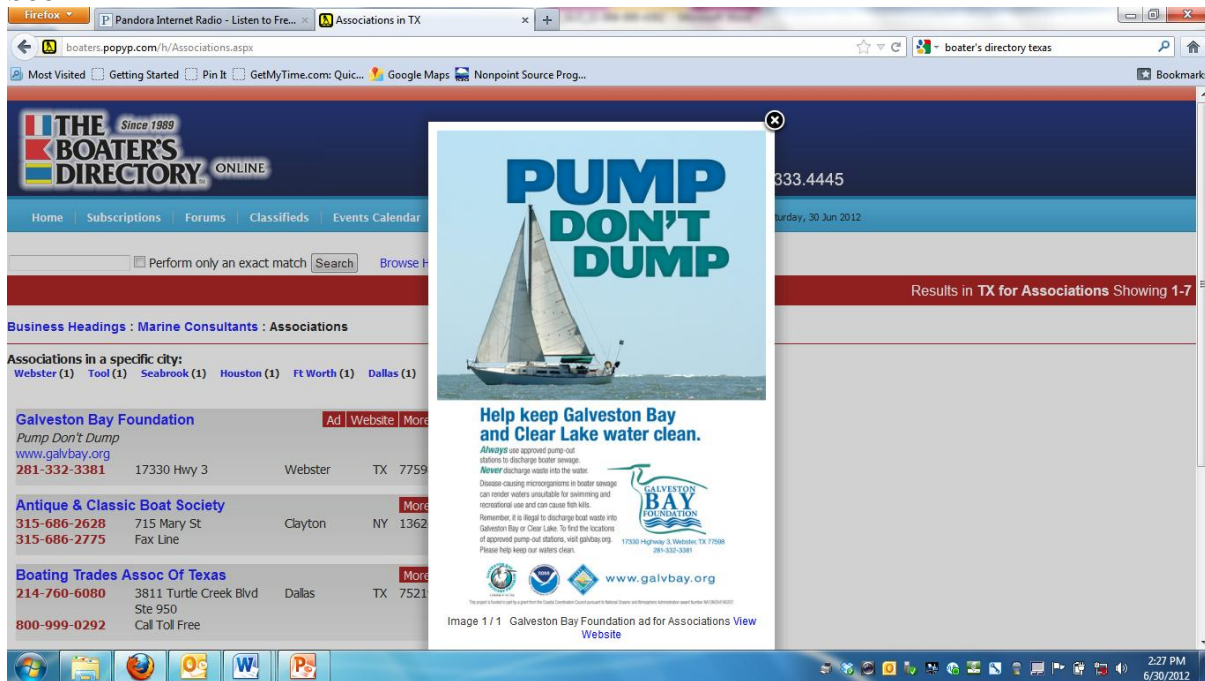 Firefox
Pandora Internet Radio - Listen to Fre...
Associations in TX
boaters.popyp.com/h/Associations.aspx
boater's directory texas
Most Visited
Getting Started
Pin It
GetMyTime.com: Quic...
Google Maps
Nonpoint Source Prog...
Bookmark
THE Since 1989
BOATER'S
DIRECTORY ONLINE
333.4445
Home
Subscriptions
Forums
Classifieds
Events Calendar
turday, 30 Jun 2012
Perform only an exact match
Search
Browse H
Results in TX for Associations Showing 1-7
Business Headings : Marine Consultants : Associations
Associations in a specific city:
Webster (1) Tool (1) Seabrook (1) Houston (1) Ft Worth (1) Dallas (1)
Galveston Bay Foundation Ad Website More
Pump Don't Dump
www.galvbay.org
281-332-3381 17330 Hwy 3 Webster TX 7759
Antique & Classic Boat Society More
315-686-2628 715 Mary St Clayton NY 1362
315-686-2775 Fax Line
Boating Trades Assoc Of Texas More
214-760-6080 3811 Turtle Creek Blvd Dallas TX 7521
Ste 950
800-999-0292 Call Toll Free
PUMP
DON'T
DUMP
Help keep Galveston Bay
and Clear Lake water clean.
Always use approved pump-out
stations to discharge boater sewage.
Never discharge waste into the water.
Disease causing microorganisms in boater sewage
can render waters unsuitable for swimming and
recreational use and can cause fish kills.
Remember, it is illegal to discharge boat waste into
Galveston Bay or Clear Lake. To find the locations
of approved pump-out stations, visit galvbay.org.
Please help keep our waters clean.
GALVESTON
BAY
FOUNDATION
17330 Highway 3, Webster, TX 77598
281-332-3381
www.galvbay.org
Image 1 / 1 Galveston Bay Foundation ad for Associations View
Website
2:27 PM
6/30/2012